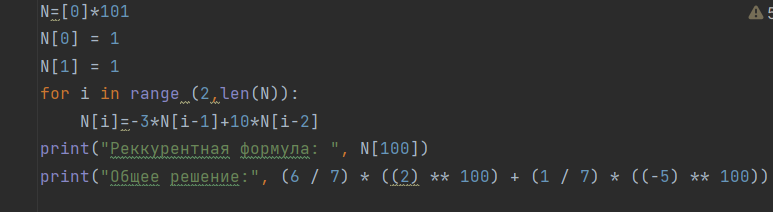 N=[0]*101
N[0] = 1
N[1] = 1
for i in range (2,len(N)):
    N[i]=-3*N[i-1]+10*N[i-2]
print("Реккурентная формула: ", N[100])
print("Общее решение:", (6 / 7) * ((2) ** 100) + (1 / 7) * ((-5) ** 100))